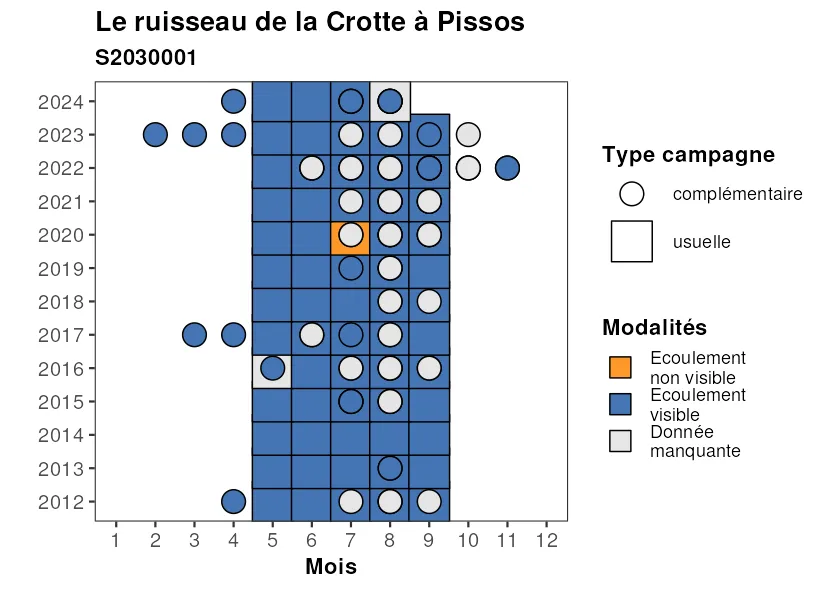 Le ruisseau de la Crotte à Pissos
S2030001
2024
2023
2022
2021
2020
2019
2018
2017
2016
2015
2014
2013
2012
1 2 3 4 5 6 7 8 9 10 11 12
Mois
Type campagne
complémentaire
usuelle
Modalités
Ecoulement
non visible
Ecoulement
visible
Donnée
manquante